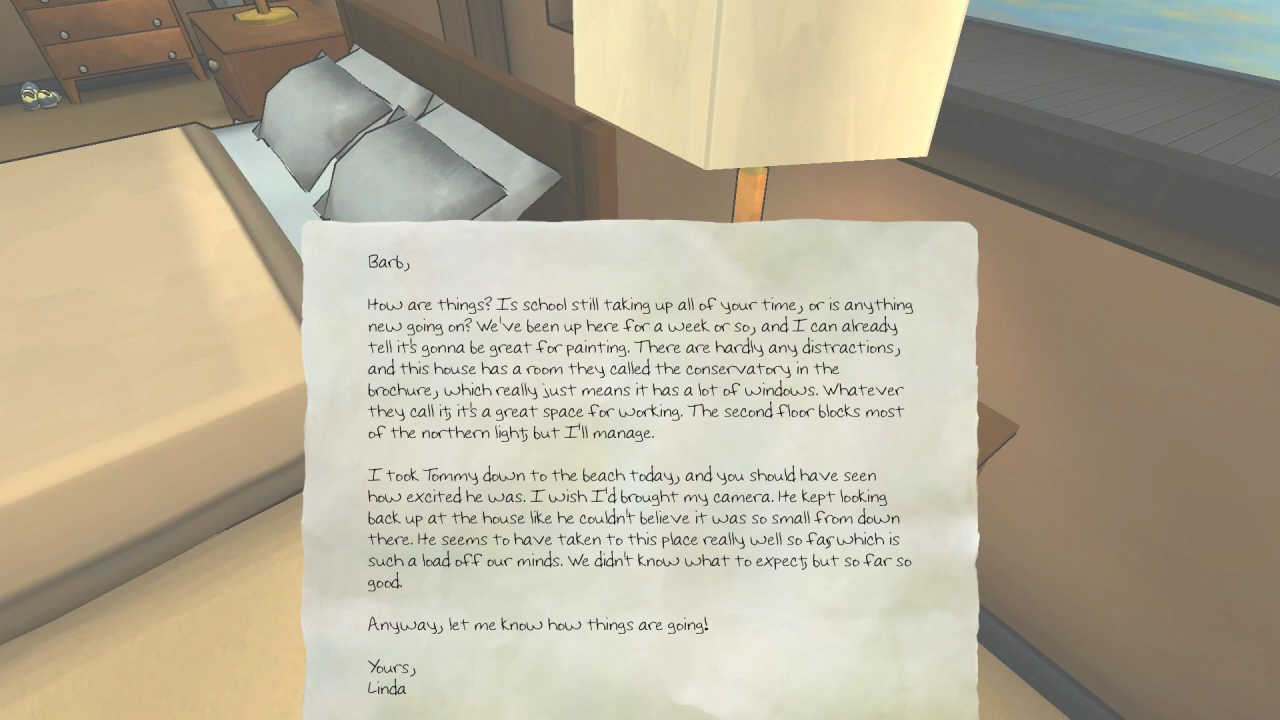 Barb,
How are things? Is school still taking up all of your time, or is anything
new going on? We've been up here for a week or so, and I can already
tell it's gonna be great for painting. There are hardly any distractions,
and this house has a room they called the conservatory in the
brochure, which really just means it has a lot of windows. Whatever
they call it, it's a great space for working. The second floor blocks most
of the northern light, but I'll manage.
I took Tommy down to the beach today, and you should have seen
how excited he was. I wish I'd brought my camera. He kept looking
back up at the house like he couldn't believe it was so small from down
there. He seems to have taken to this place really well so far, which is
such a load off our minds. We didn't know what to expect, but so far so
good.
Anyway, let me know how things are going!
Yours,
Linda